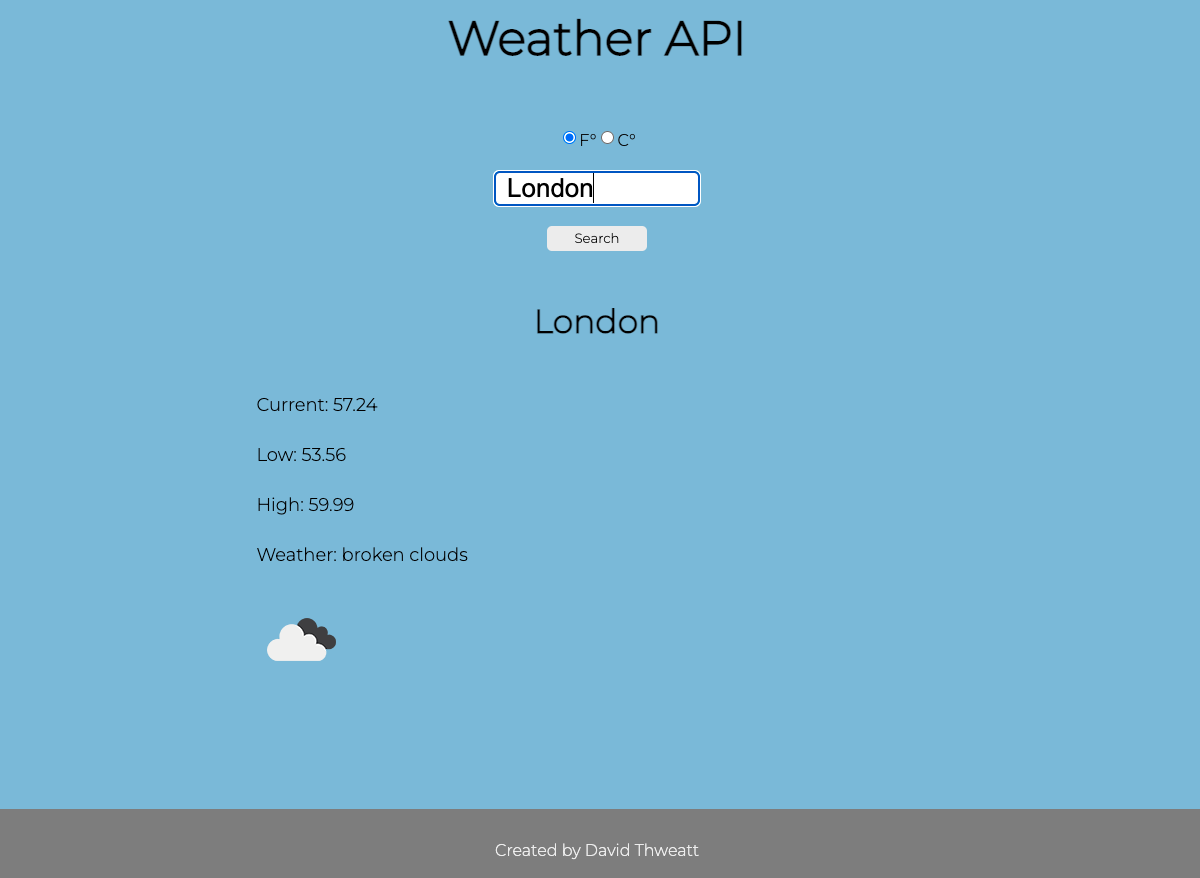 Weather API
F° C°
London
Search
London
Current: 57.24
Low: 53.56
High: 59.99
Weather: broken clouds
Created by David Thweatt